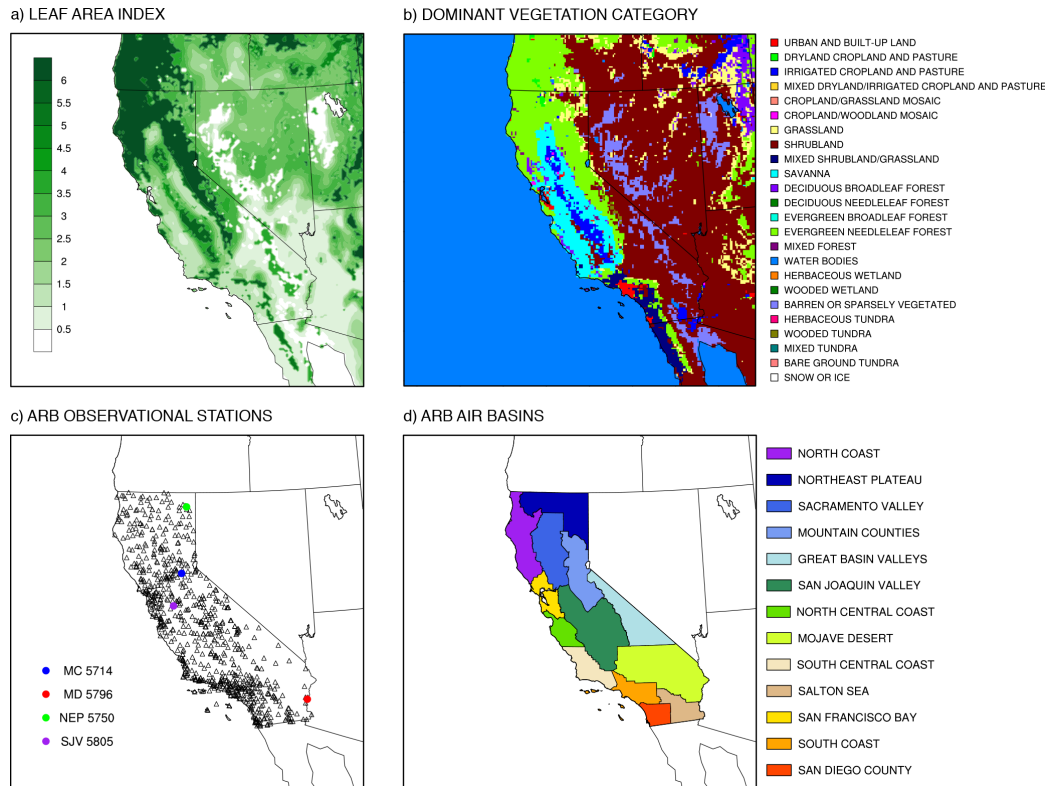 a) LEAF AREA INDEX
6
5.5
5
4.5
4
3.5
3
2.5
2
1.5
1
0.5
b) DOMINANT VEGETATION CATEGORY
URBAN AND BUILT-UP LAND
DRYLAND CROPLAND AND PASTURE
IRRIGATED CROPLAND AND PASTURE
MIXED DRYLAND/IRRIGATED CROPLAND AND PASTURE
CROPLAND/GRASSLAND MOSAIC
CROPLAND/WOODLAND MOSAIC
GRASSLAND
SHRUBLAND
MIXED SHRUBLAND/GRASSLAND
SAVANNA
DECIDUOUS BROADLEAF FOREST
DECIDUOUS NEEDLELEAF FOREST
EVERGREEN BROADLEAF FOREST
EVERGREEN NEEDLELEAF FOREST
MIXED FOREST
WATER BODIES
HERBACEOUS WETLAND
WOODED WETLAND
BARREN OR SPARSELY VEGETATED
HERBACEOUS TUNDRA
WOODED TUNDRA
MIXED TUNDRA
BARE GROUND TUNDRA
SNOW OR ICE
c) ARB OBSERVATIONAL STATIONS
MC 5714
MD 5796
NEP 5750
SJV 5805
d) ARB AIR BASINS
NORTH COAST
NORTHEAST PLATEAU
SACRAMENTO VALLEY
MOUNTAIN COUNTIES
GREAT BASIN VALLEYS
SAN JOAQUIN VALLEY
NORTH CENTRAL COAST
MOJAVE DESERT
SOUTH CENTRAL COAST
SALTON SEA
SAN FRANCISCO BAY
SOUTH COAST
SAN DIEGO COUNTY